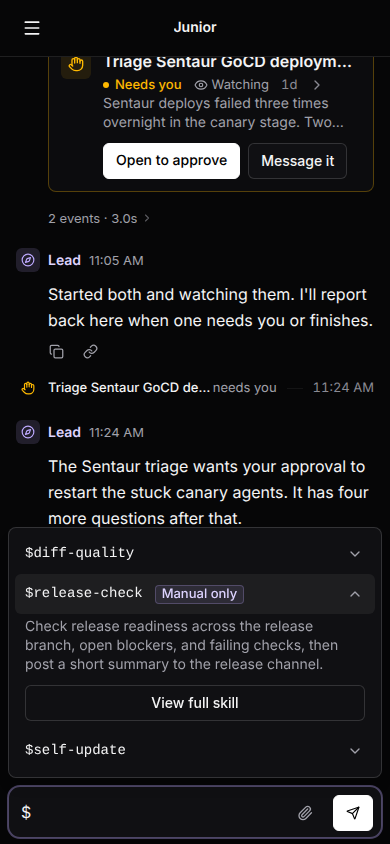 Junior
Triage Sentaur GoCD deploym...
Needs you Watching 1d
Sentaur deploys failed three times
overnight in the canary stage. Two...
Open to approve Message it
2 events · 3.0s
Lead 11:05 AM
Started both and watching them. I'll report
back here when one needs you or finishes.
Triage Sentaur GoCD de... needs you 11:24 AM
Lead 11:24 AM
The Sentaur triage wants your approval to
restart the stuck canary agents. It has four
more questions after that.
$diff-quality
$release-check Manual only
Check release readiness across the release
branch, open blockers, and failing checks, then
post a short summary to the release channel.
View full skill
$self-update
$